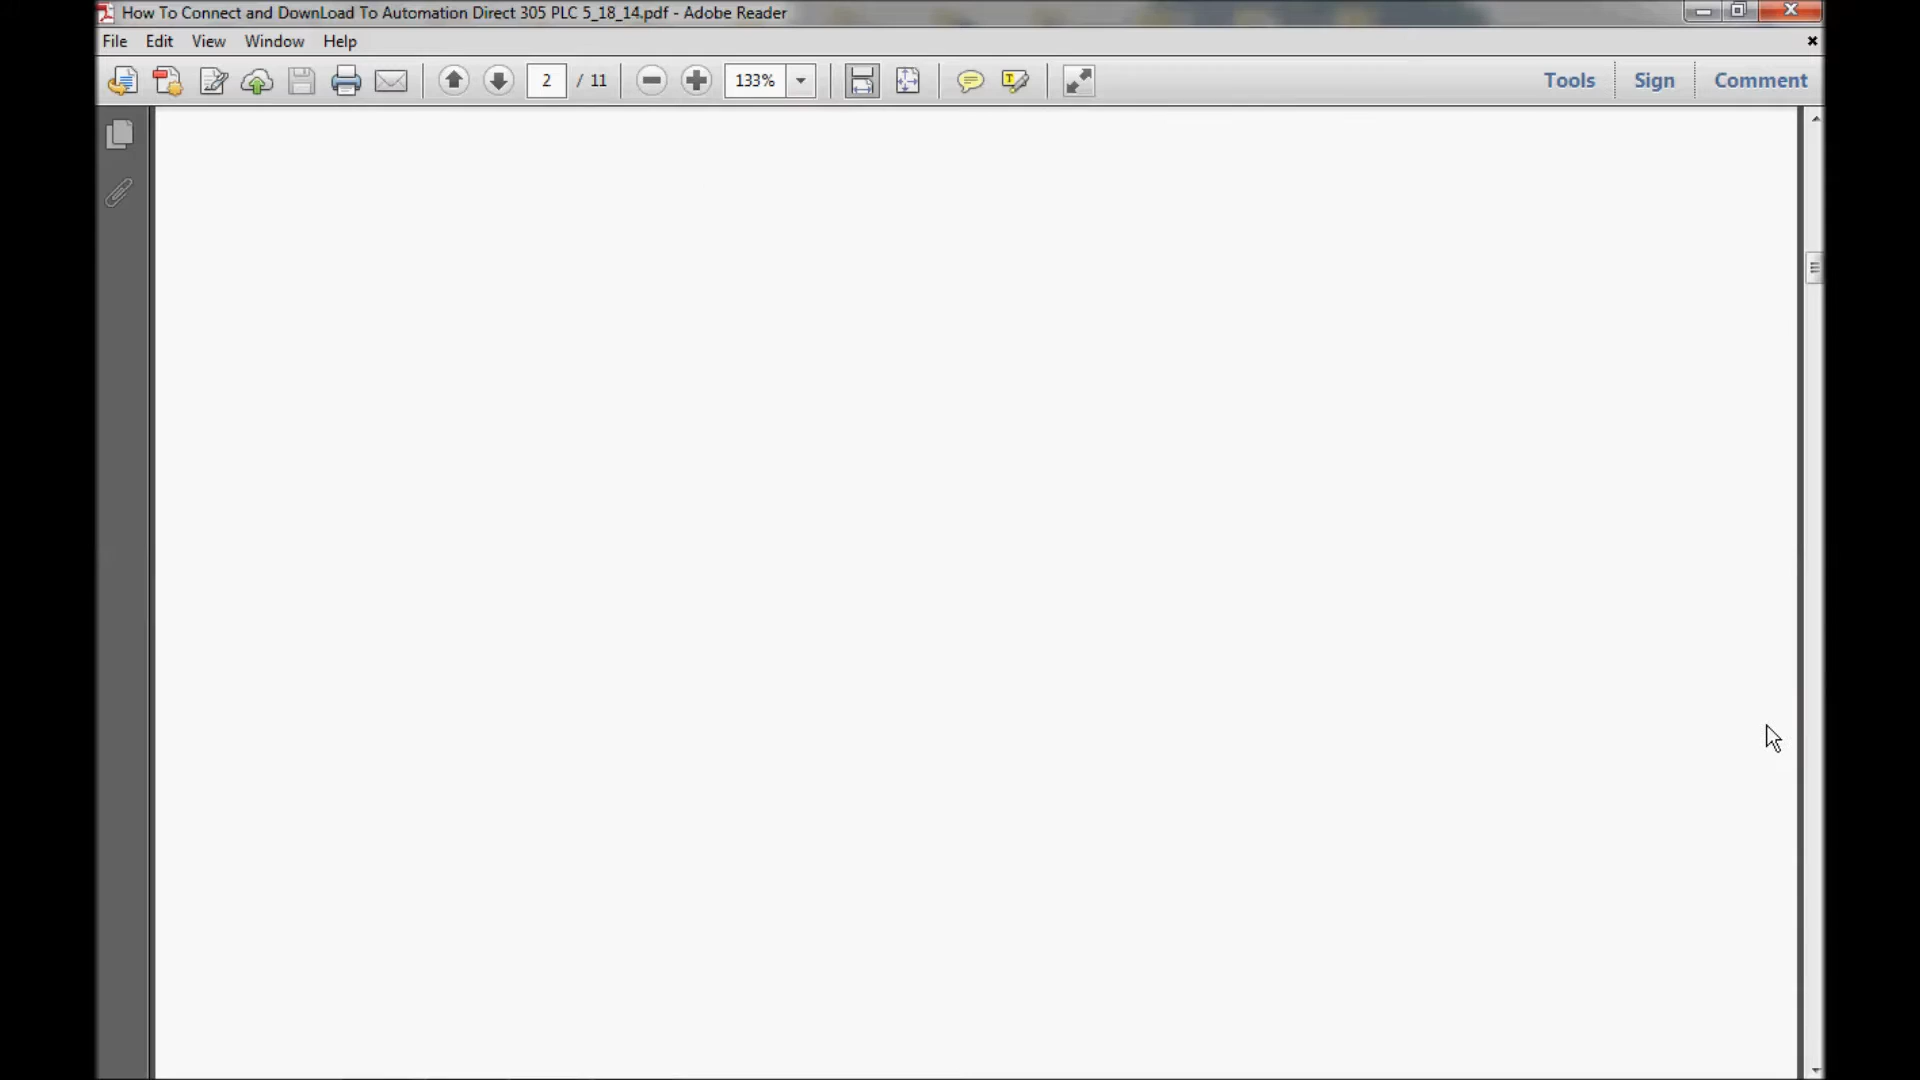 How To Connect and DownLoad To Automation Direct 305 PLC 5_18_14.pdf - Adobe Reader
File Edit View Window Help
2 / 11 133% Tools Sign Comment